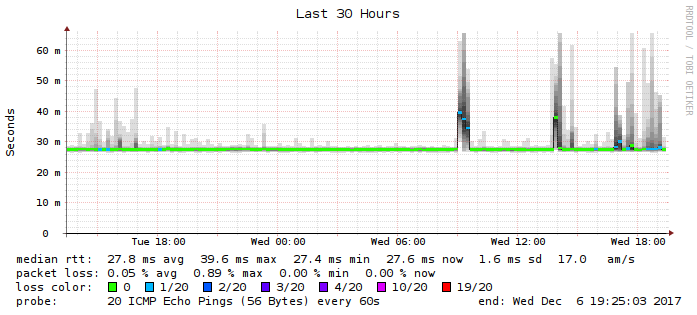 Last 30 Hours
RRDTOOL / TOBI OETIKER
Seconds
60 m
50 m
40 m
30 m
20 m
10 m
0
Tue 18:00 Wed 00:00 Wed 06:00 Wed 12:00 Wed 18:00
median rtt: 27.8 ms avg 39.6 ms max 27.4 ms min 27.6 ms now 1.6 ms sd 17.0 am/s
packet loss: 0.05 % avg 0.89 % max 0.00 % min 0.00 % now
loss color: 0 1/20 2/20 3/20 4/20 10/20 19/20
probe: 20 ICMP Echo Pings (56 Bytes) every 60s end: Wed Dec 6 19:25:03 2017